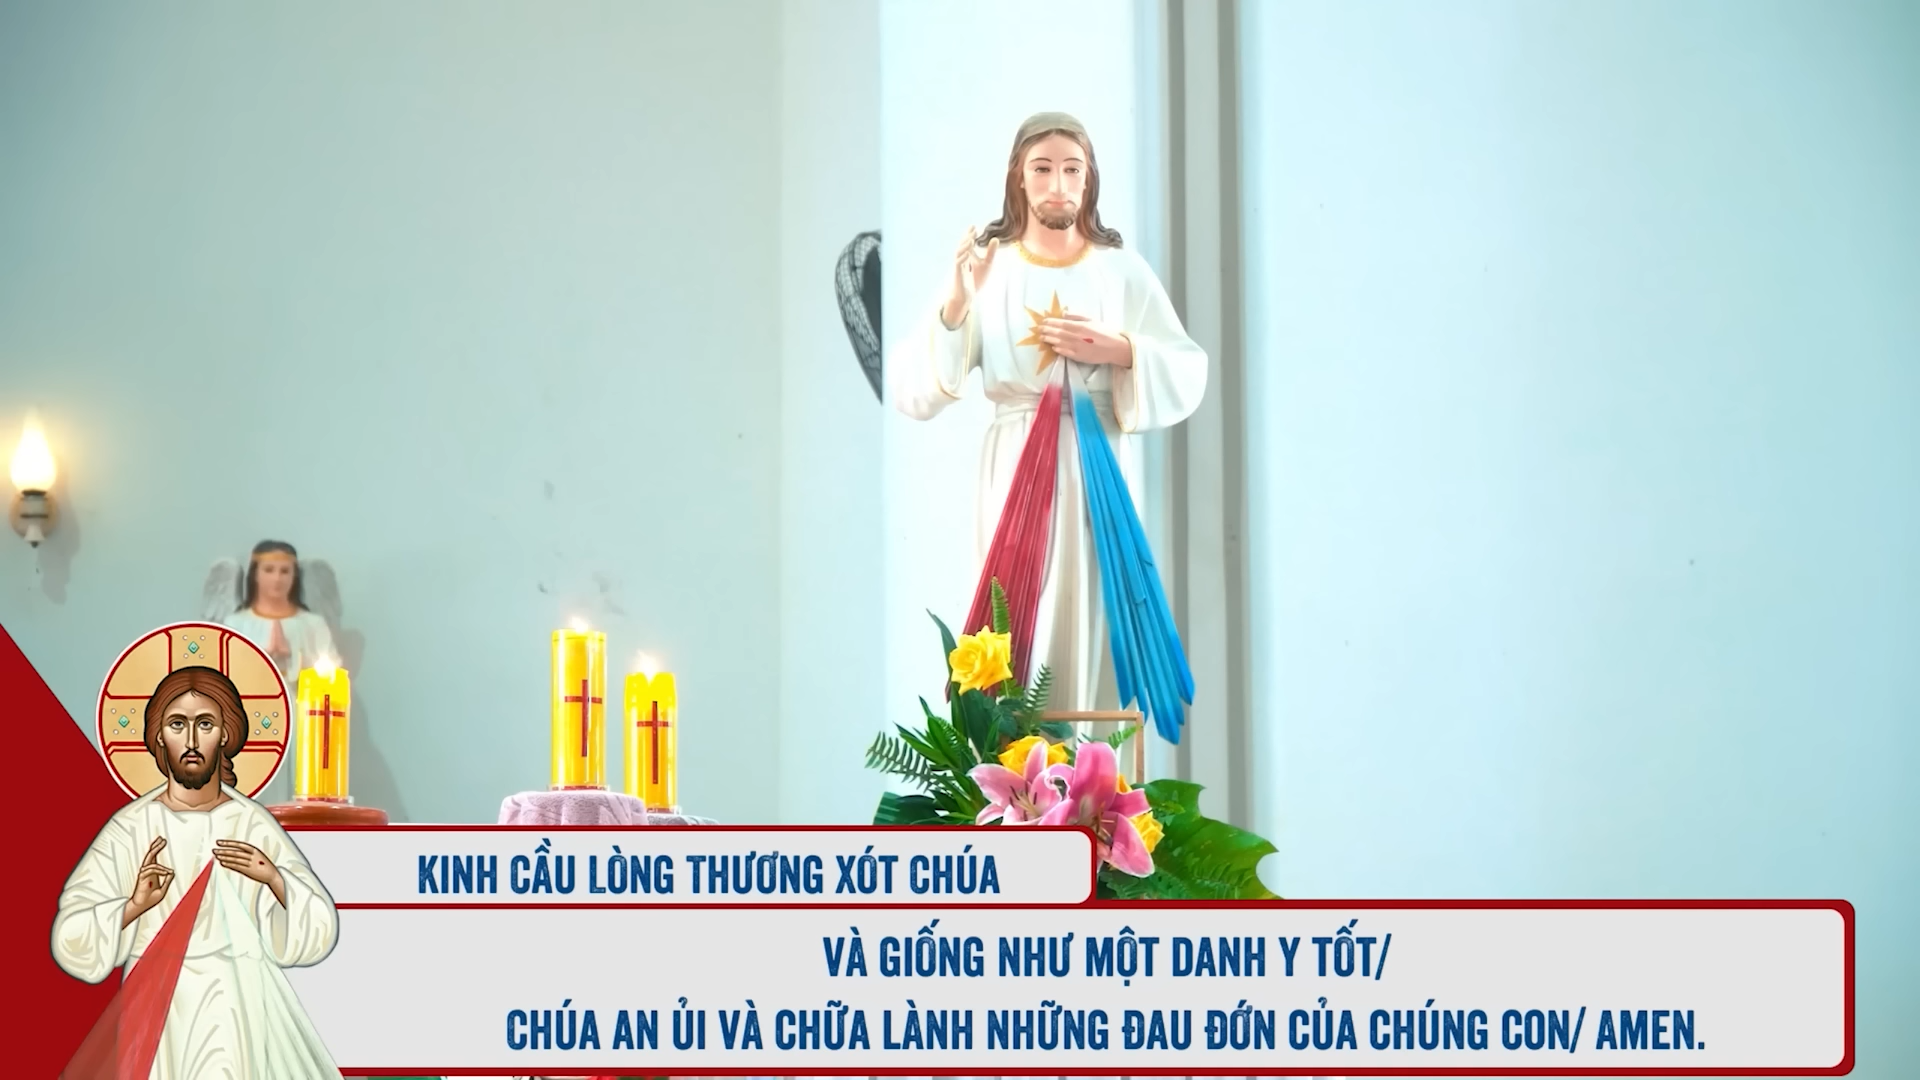 KINH CẦU LÒNG THƯƠNG XÓT CHÚA
VÀ GIỐNG NHƯ MỘT DANH Y TỐT/
CHÚA AN ỦI VÀ CHỮA LÀNH NHỮNG ĐAU ĐỚN CỦA CHÚNG CON/ AMEN.